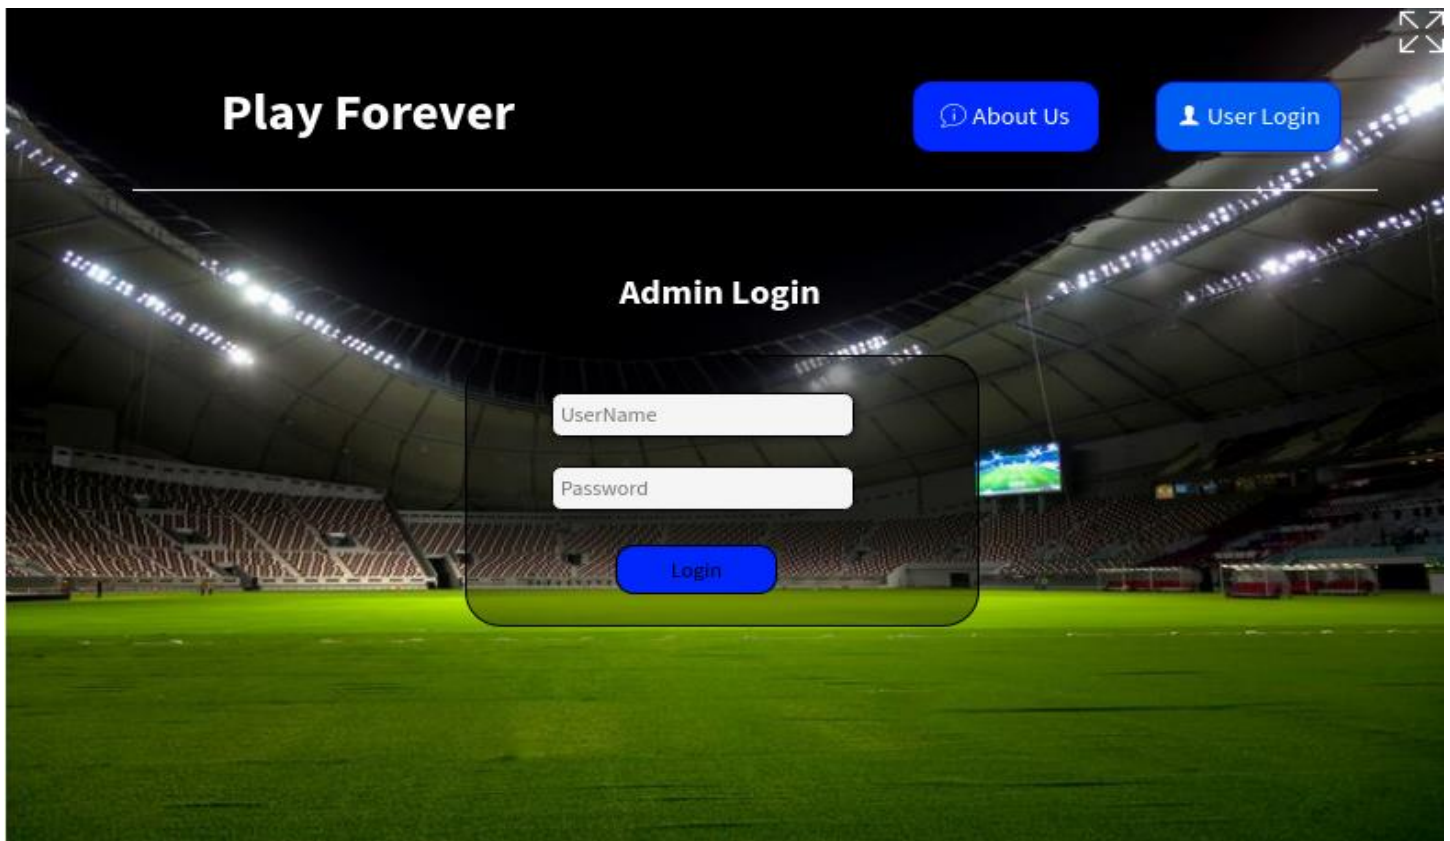 Play Forever
About Us
User Login
Admin Login
UserName
Password
Login